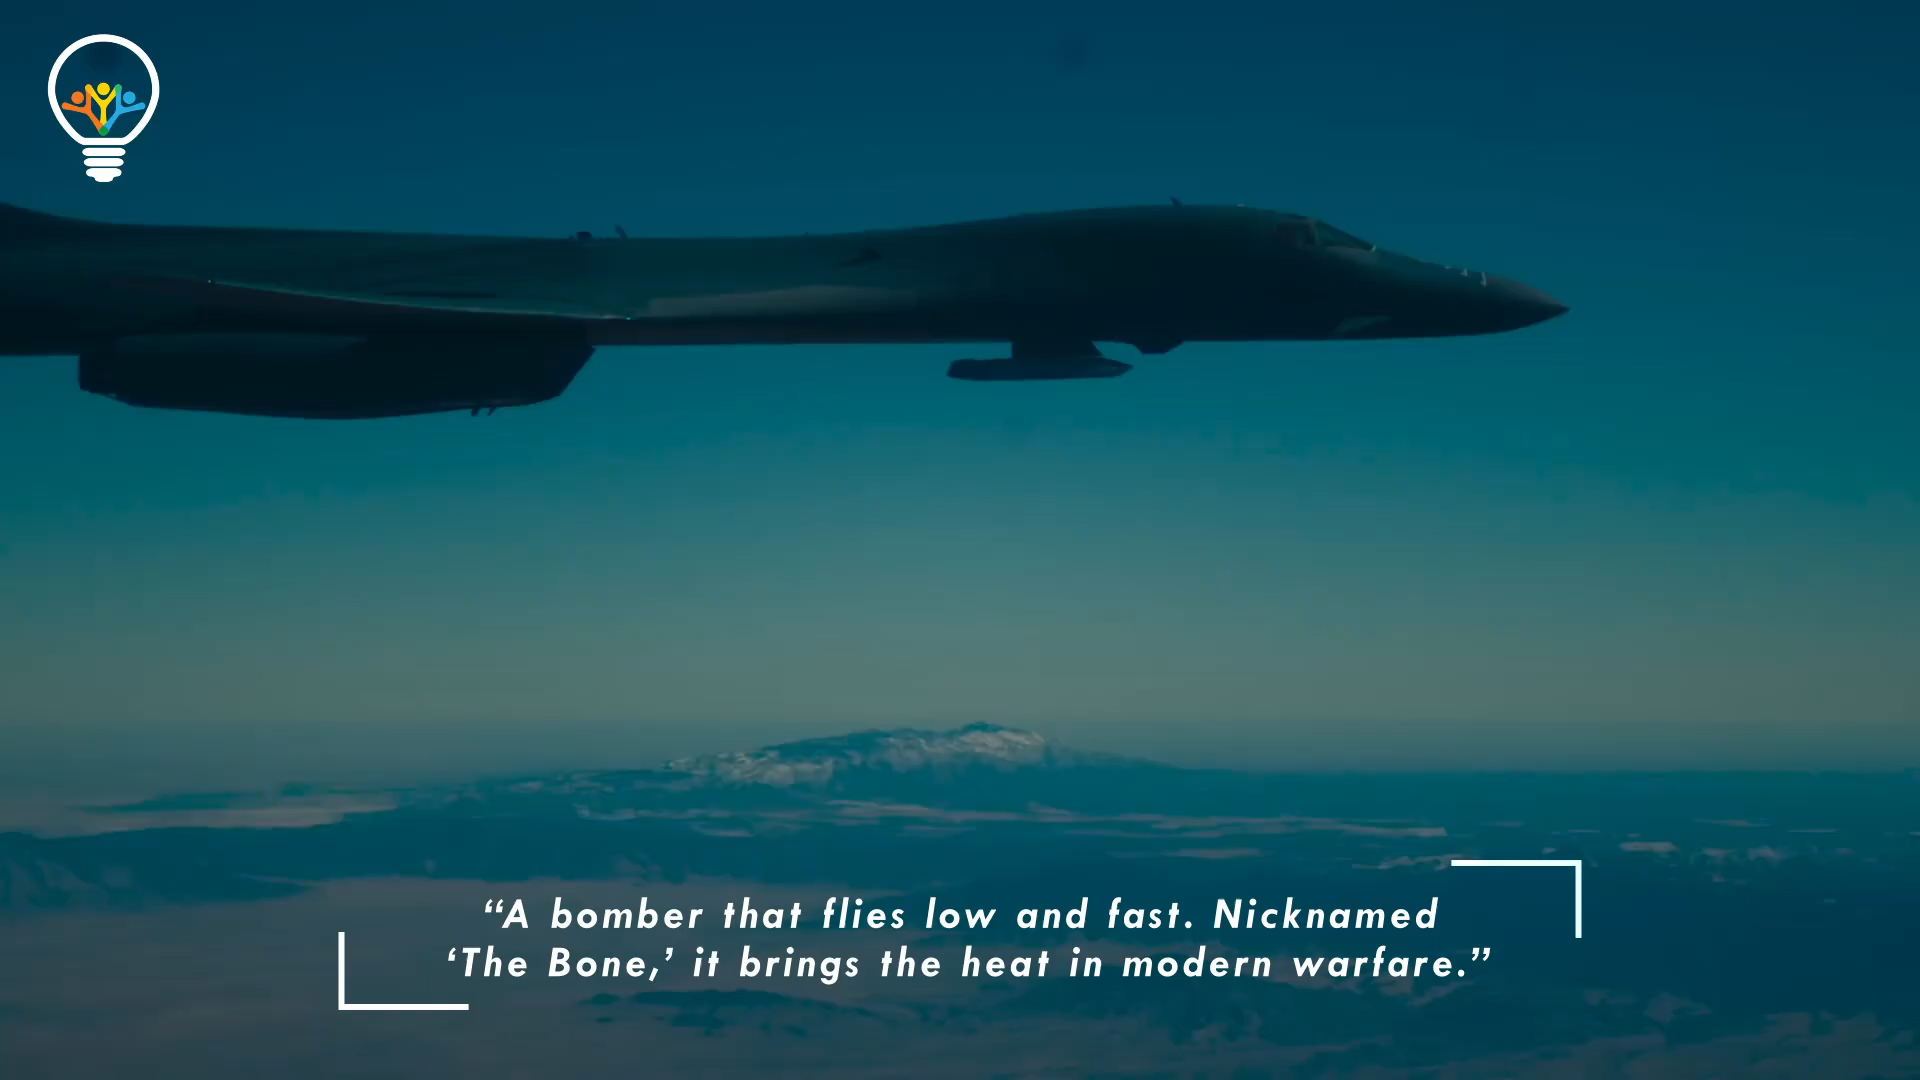 “A bomber that flies low and fast. Nicknamed
‘The Bone,’ it brings the heat in modern warfare.”